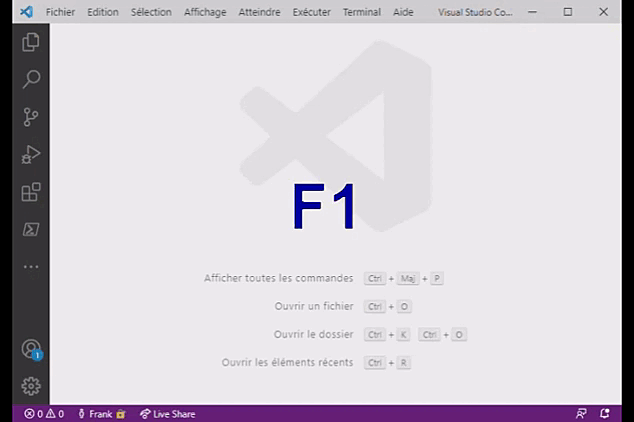 Fichier Edition Sélection Affichage Atteindre Exécuter Terminal Aide Visual Studio Co...
F1
Afficher toutes les commandes Ctrl + Maj + P
Ouvrir un fichier Ctrl + O
Ouvrir le dossier Ctrl + K Ctrl + O
Ouvrir les éléments récents Ctrl + R
1
0 0 Frank Live Share